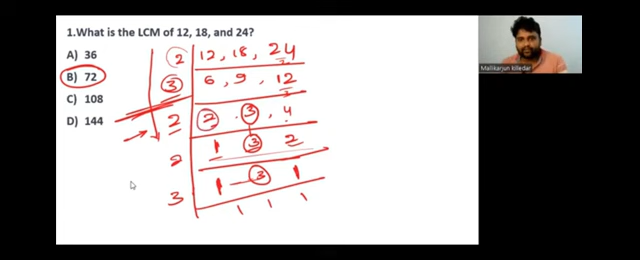 1.What is the LCM of 12, 18, and 24?
A) 36
B) 72
C) 108
D) 144
2 12, 18, 24
3 6, 9, 12
2 2, 3, 4
2 1 3 2
3 1 3 1
1 1 1
Mallikarjun biledar